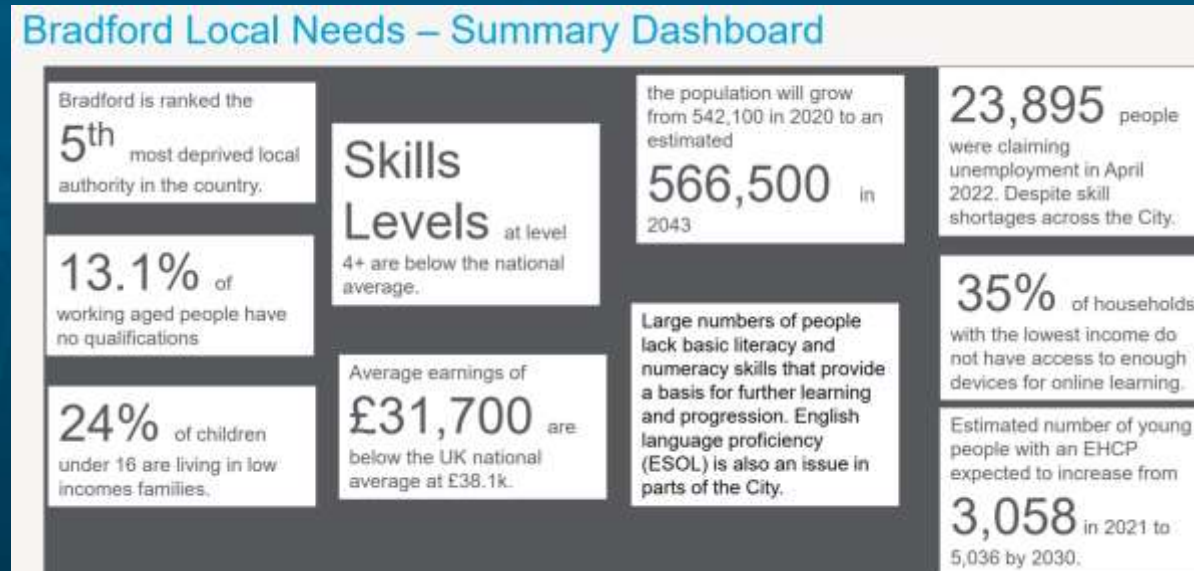 Bradford Local Needs – Summary Dashboard
Bradford is ranked the
5th most deprived local
authority in the country.
13.1% of
working aged people have
no qualifications
24% of children
under 16 are living in low
incomes families.
Skills
Levels at level
4+ are below the national
average.
Average earnings of
£31,700 are
below the UK national
average at £38.1k.
the population will grow
from 542,100 in 2020 to an
estimated
566,500 in
2043
Large numbers of people
lack basic literacy and
numeracy skills that provide
a basis for further learning
and progression. English
language proficiency
(ESOL) is also an issue in
parts of the City.
23,895 people
were claiming
unemployment in April
2022. Despite skill
shortages across the City.
35% of households
with the lowest income do
not have access to enough
devices for online learning.
Estimated number of young
people with an EHCP
expected to increase from
3,058 in 2021 to
5,036 by 2030.